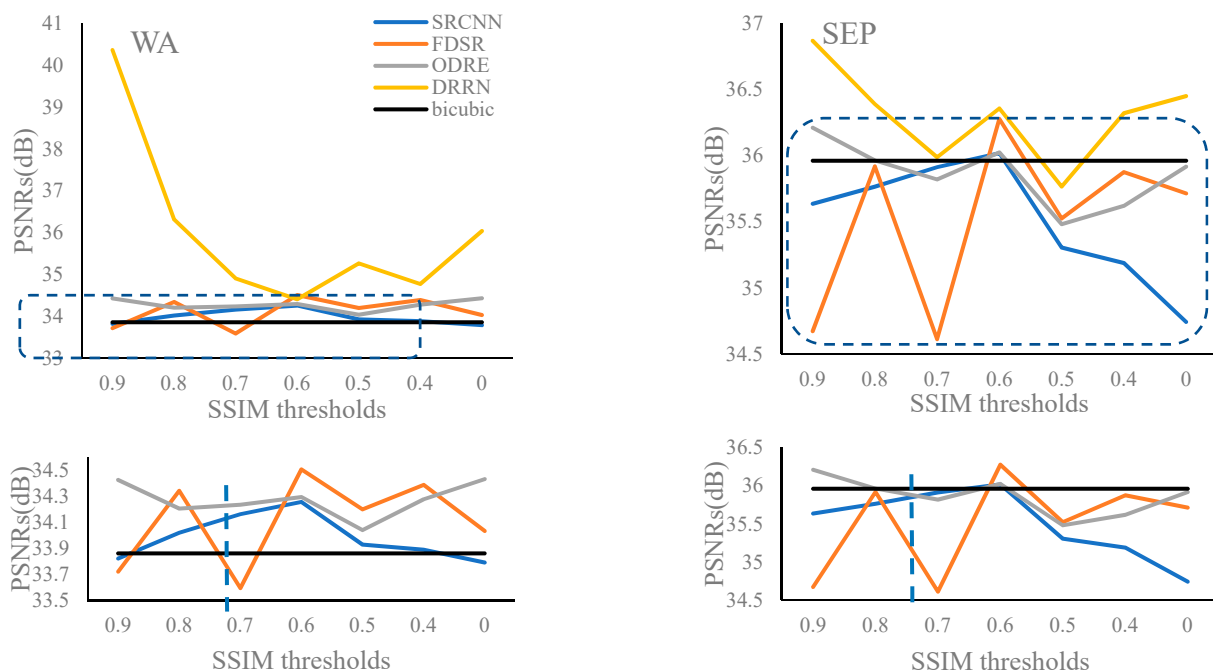 WA
SRCNN
FDSR
ODRE
DRRN
bicubic
PSNRs(dB)
41
40
39
38
37
36
35
34
33
0.9 0.8 0.7 0.6 0.5 0.4 0
SSIM thresholds
SEP
PSNRs(dB)
37
36.5
36
35.5
35
34.5
0.9 0.8 0.7 0.6 0.5 0.4 0
SSIM thresholds
PSNRs(dB)
34.5
34.3
34.1
33.9
33.7
33.5
0.9 0.8 0.7 0.6 0.5 0.4 0
SSIM thresholds
PSNRs(dB)
36.5
36
35.5
35
34.5
0.9 0.8 0.7 0.6 0.5 0.4 0
SSIM thresholds